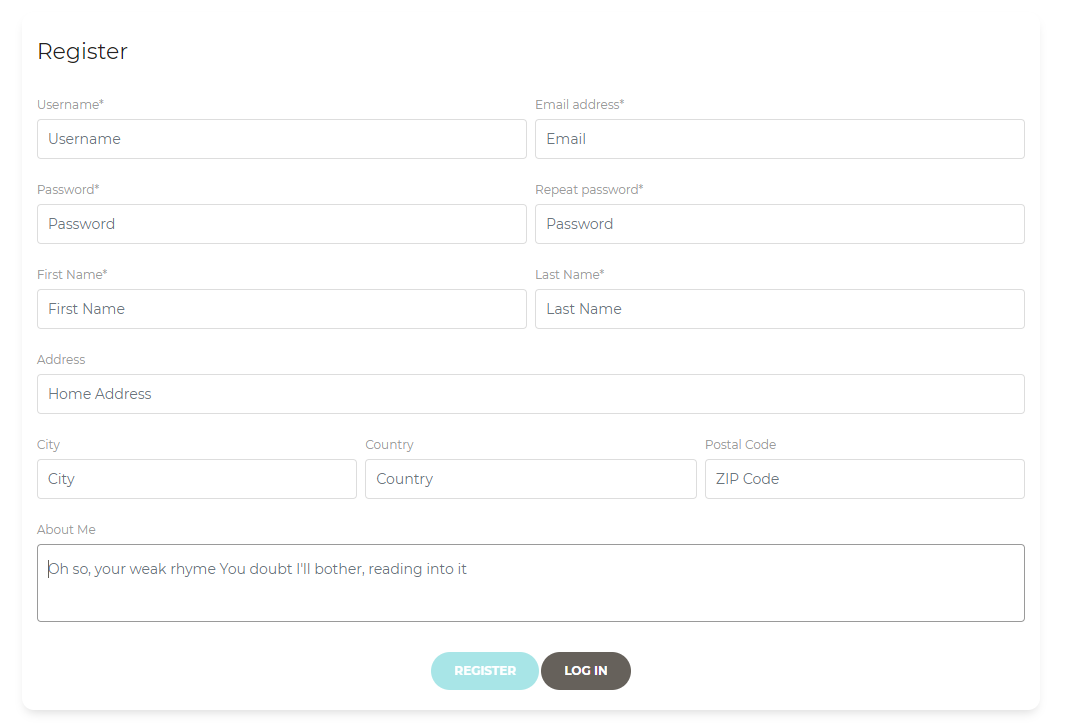 Register
Username* Email address*
Username Email
Password* Repeat password*
Password Password
First Name* Last Name*
First Name Last Name
Address
Home Address
City Country Postal Code
City Country ZIP Code
About Me
Oh so, your weak rhyme You doubt I'll bother, reading into it
REGISTER LOG IN